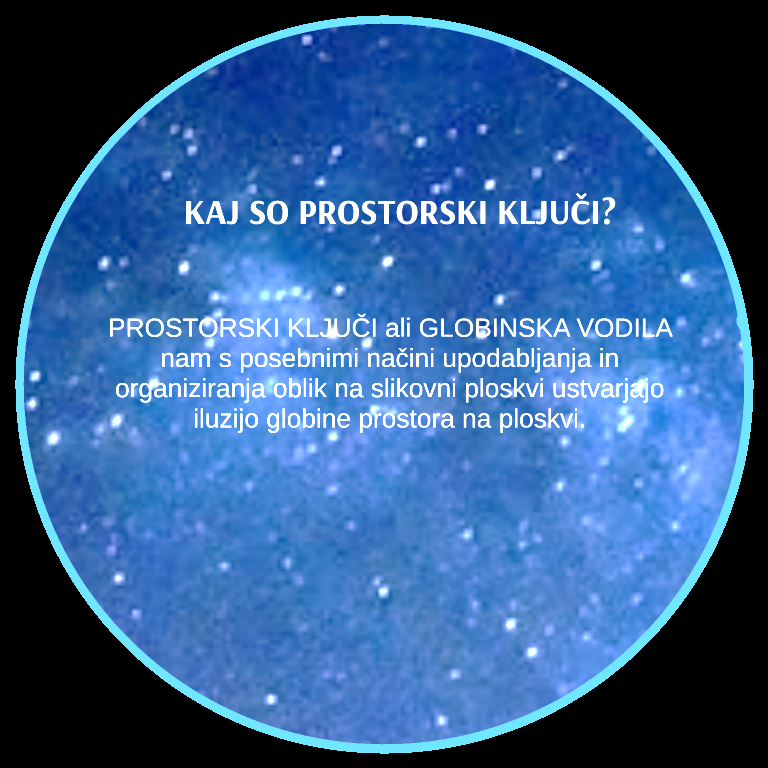 KAJ SO PROSTORSKI KLJUČI?
PROSTORSKI KLJUČI ali GLOBINSKA VODILA
nam s posebnimi načini upodabljanja in
organiziranja oblik na slikovni ploskvi ustvarjajo
iluzijo globine prostora na ploskvi.